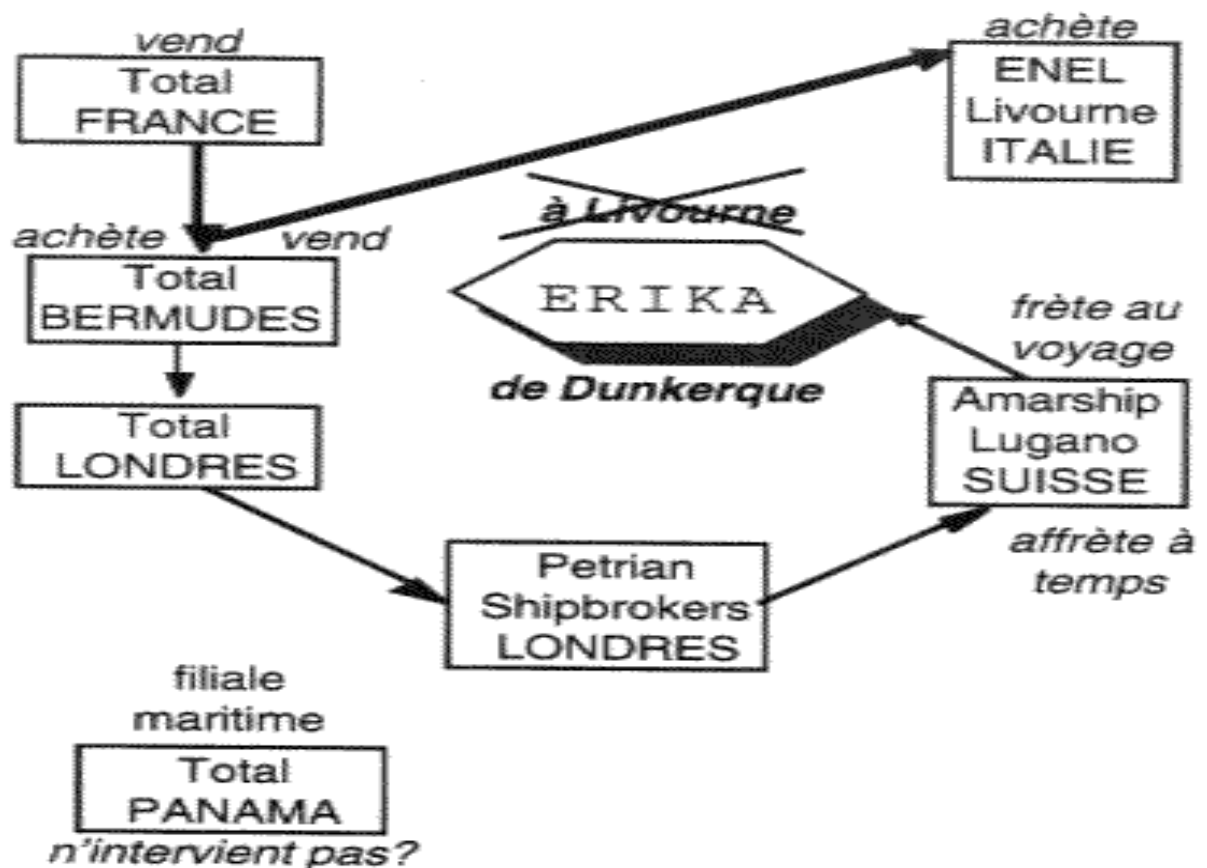 vend
Total
FRANCE
achète
ENEL
Livourne
ITALIE
à Livourne
achète vend
Total
BERMUDES
ERIKA
de Dunkerque
frète au
voyage
Amarship
Lugano
SUISSE
affrète à
temps
Total
LONDRES
Petrian
Shipbrokers
LONDRES
filiale
maritime
Total
PANAMA
n'intervient pas?